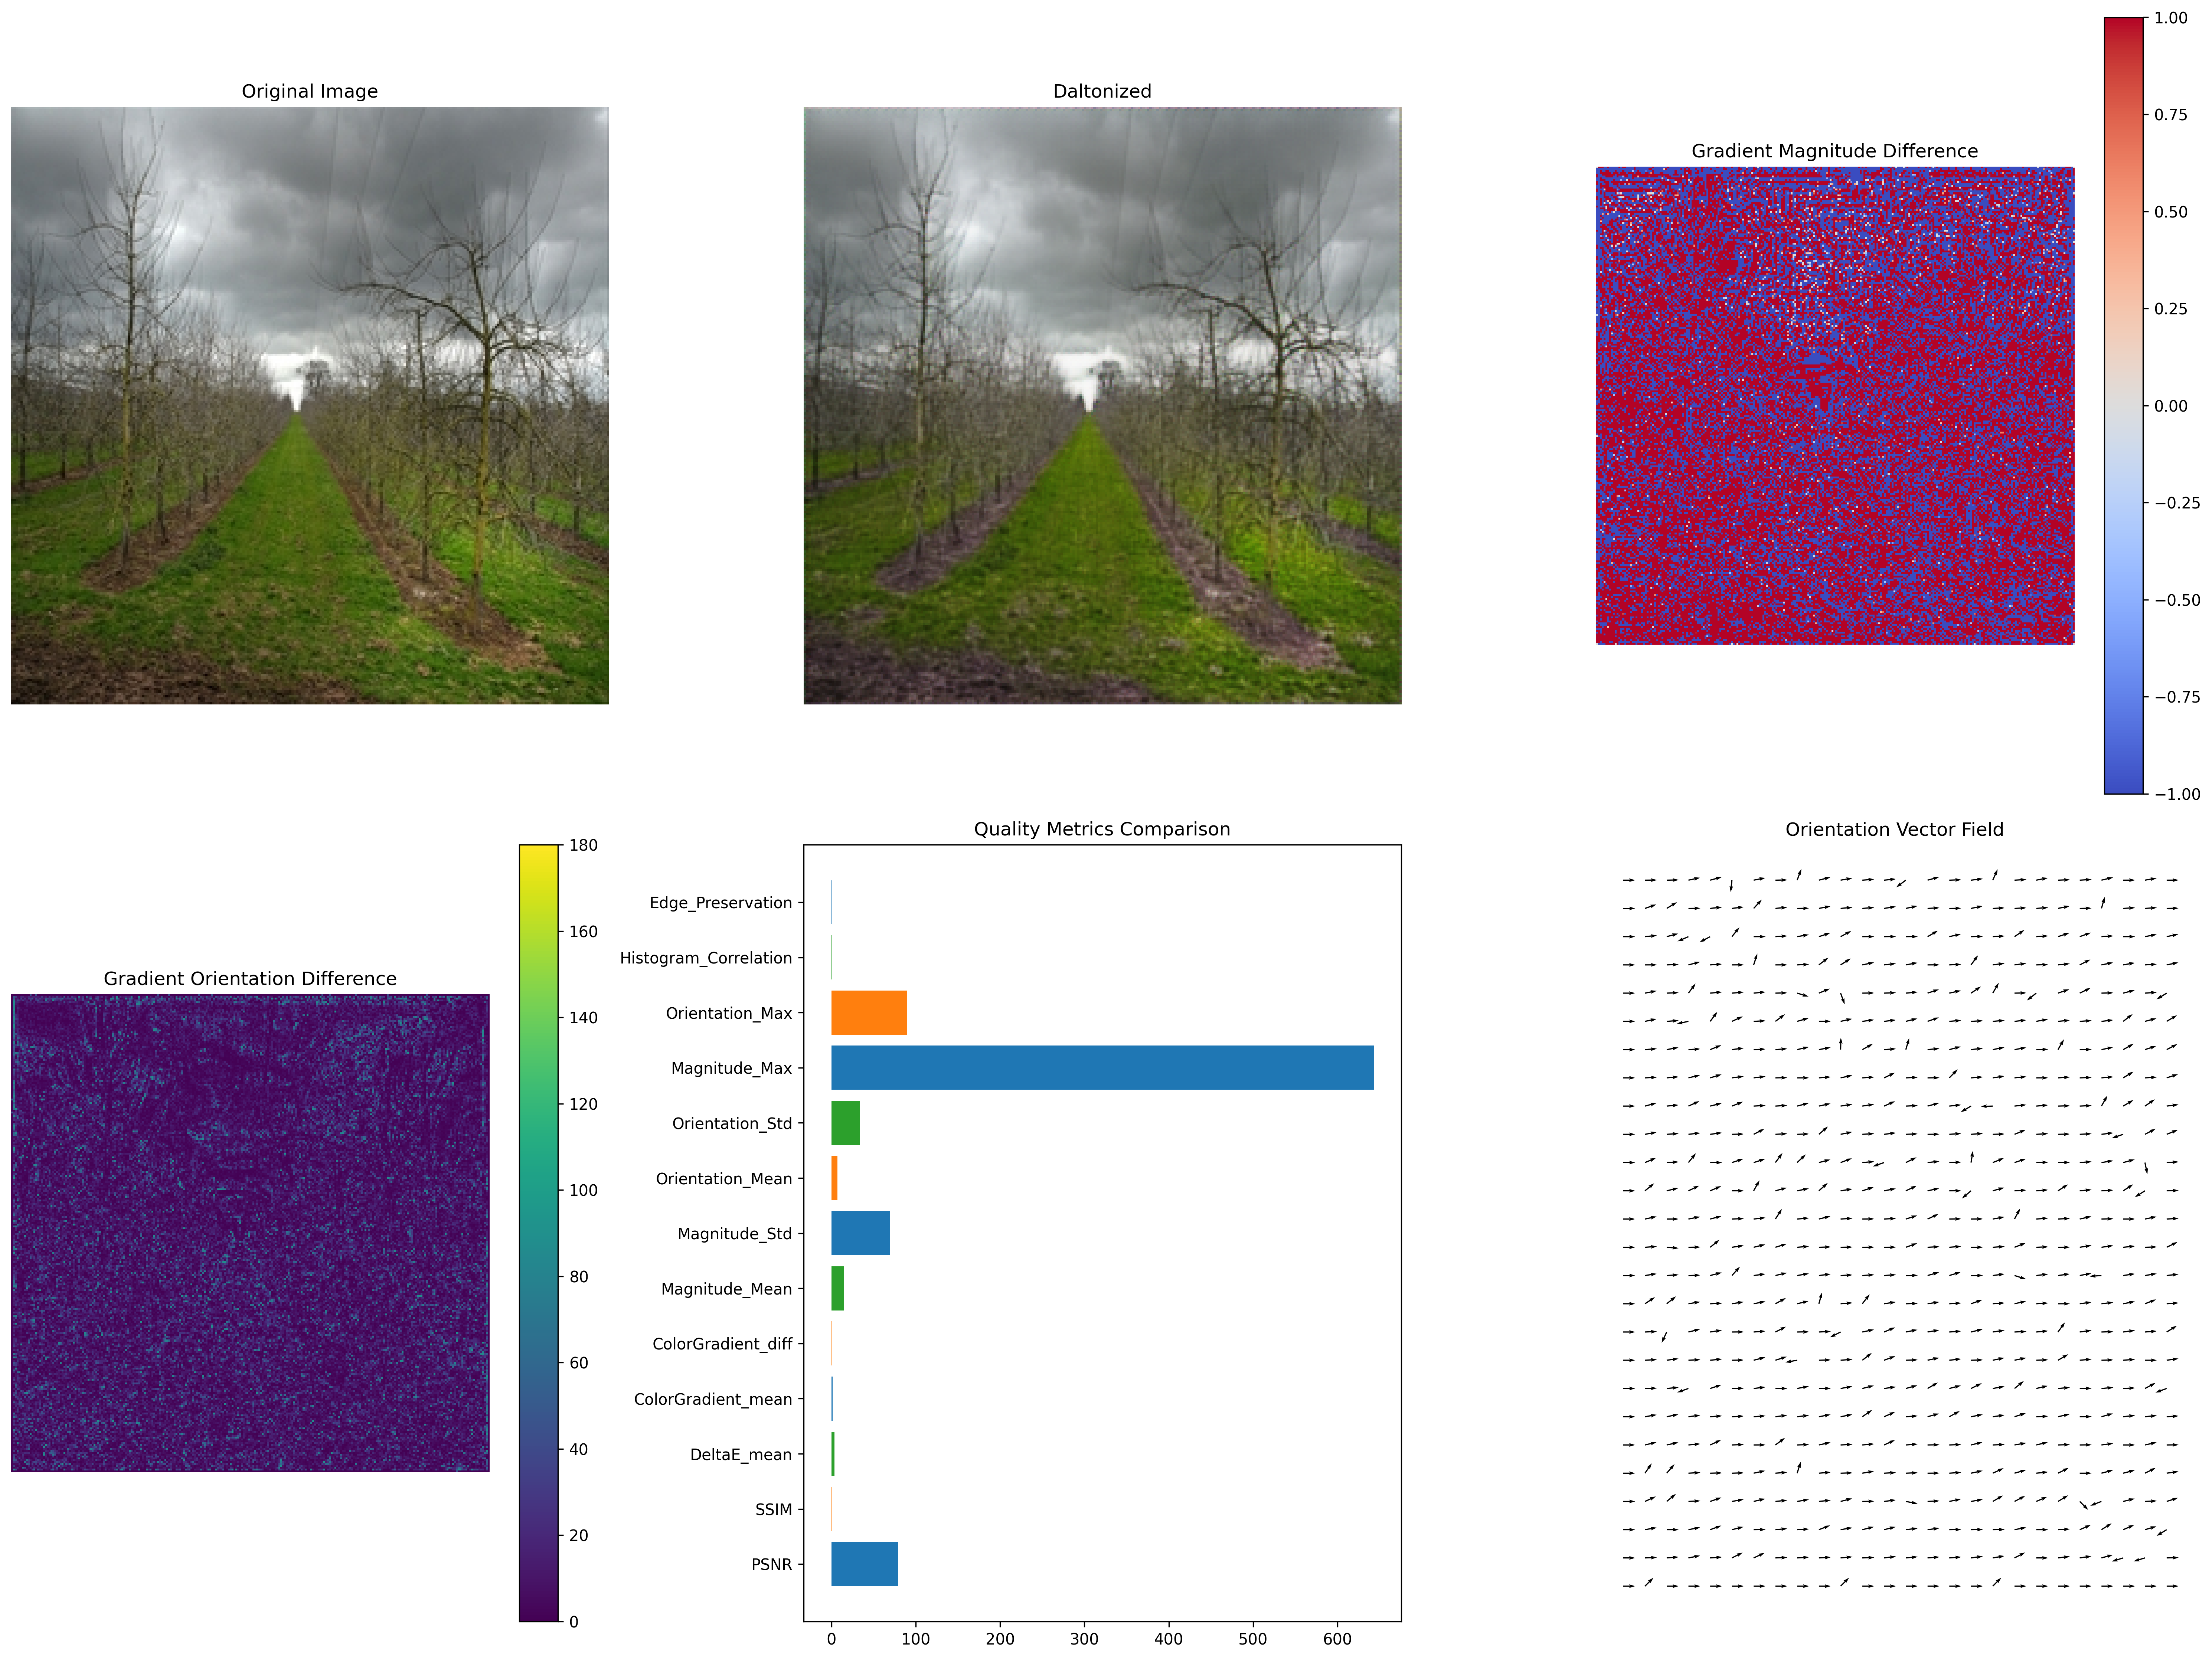 Original Image
Daltonized
Gradient Magnitude Difference
1.00
0.75
0.50
0.25
0.00
−0.25
−0.50
−0.75
−1.00
Gradient Orientation Difference
180
160
140
120
100
80
60
40
20
0
Quality Metrics Comparison
Edge_Preservation
Histogram_Correlation
Orientation_Max
Magnitude_Max
Orientation_Std
Orientation_Mean
Magnitude_Std
Magnitude_Mean
ColorGradient_diff
ColorGradient_mean
DeltaE_mean
SSIM
PSNR
0 100 200 300 400 500 600
Orientation Vector Field